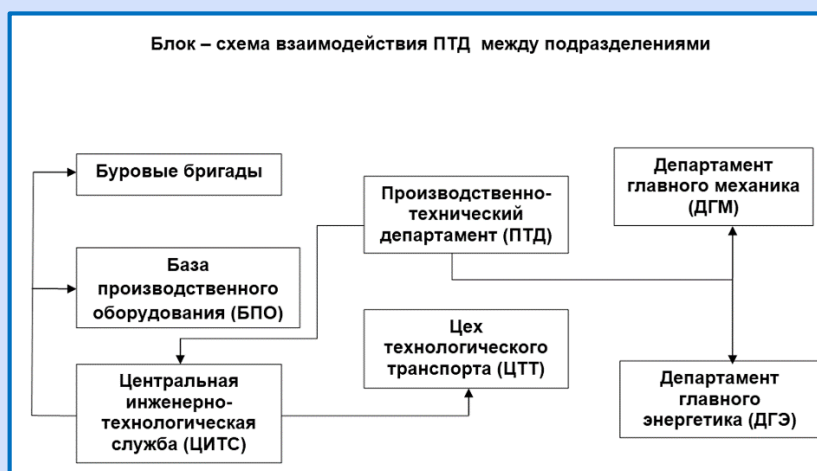 Блок – схема взаимодействия ПТД между подразделениями
Буровые бригады
База
производственного
оборудования (БПО)
Центральная
инженерно-
технологическая
служба (ЦИТС)
Производственно-
технический
департамент (ПТД)
Цех
технологического
транспорта (ЦТТ)
Департамент
главного механика
(ДГМ)
Департамент
главного
энергетика (ДГЭ)